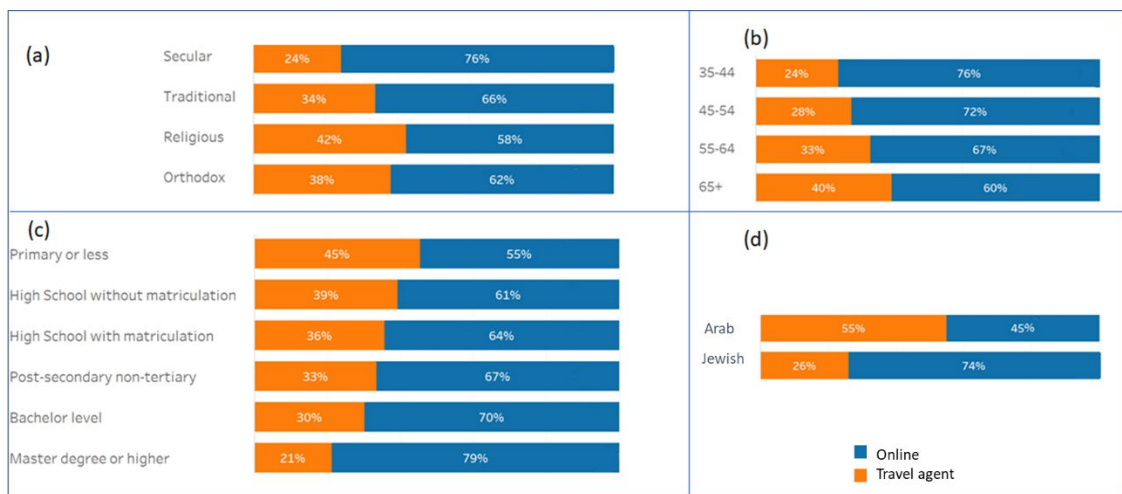 (a)
Secular 24% 76%
Traditional 34% 66%
Religious 42% 58%
Orthodox 38% 62%
(b)
35-44 24% 76%
45-54 28% 72%
55-64 33% 67%
65+ 40% 60%
(c)
Primary or less 45% 55%
High School without matriculation 39% 61%
High School with matriculation 36% 64%
Post-secondary non-tertiary 33% 67%
Bachelor level 30% 70%
Master degree or higher 21% 79%
(d)
Arab 55% 45%
Jewish 26% 74%
Online
Travel agent